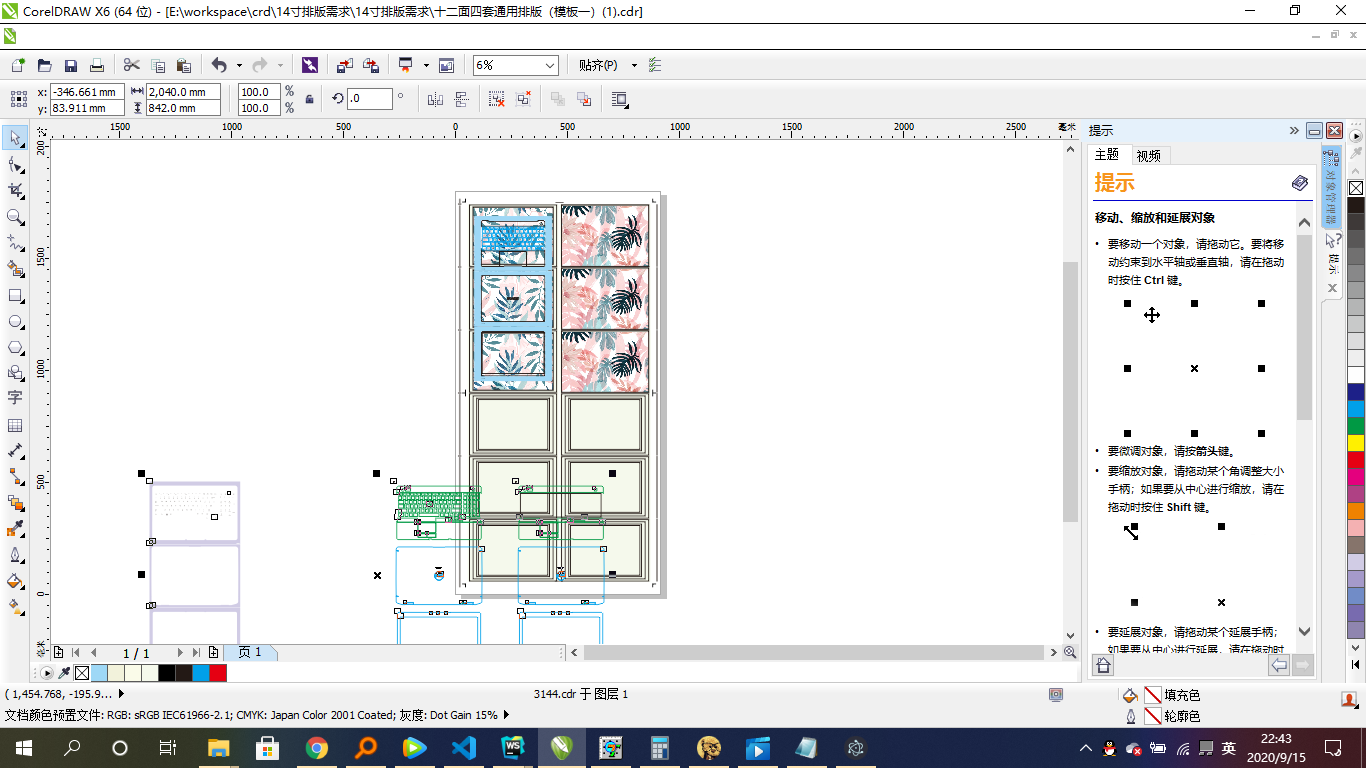 CorelDRAW X6 (64 位) - [E:\workspace\crd\14寸排版需求\14寸排版需求\十二面四套通用排版（模板一）(1).cdr]
6%
贴齐(P)
x: -346.661 mm
y: 83.911 mm
2,040.0 mm
842.0 mm
100.0 %
100.0 %
.0 °
1500 1000 500 0 500 1000 1500 2000 2500 毫米
1500
1000
500
0
字
提示
主题 视频
提示
移动、缩放和延展对象
• 要移动一个对象，请拖动它。要将移
动约束到水平轴或垂直轴，请在拖动
时按住 Ctrl 键。
• 要微调对象，请按箭头键。
• 要缩放对象，请拖动某个角调整大小
手柄；如果要从中心进行缩放，请在
拖动时按住 Shift 键。
• 要延展对象，请拖动某个延展手柄；
如果要从中心进行延展，请在拖动时
对象管理器
提示
1 / 1
页 1
( 1,454.768, -195.9...
3144.cdr 于 图层 1
填充色
文档颜色预置文件: RGB: sRGB IEC61966-2.1; CMYK: Japan Color 2001 Coated; 灰度: Dot Gain 15%
轮廓色
英
22:43
2020/9/15